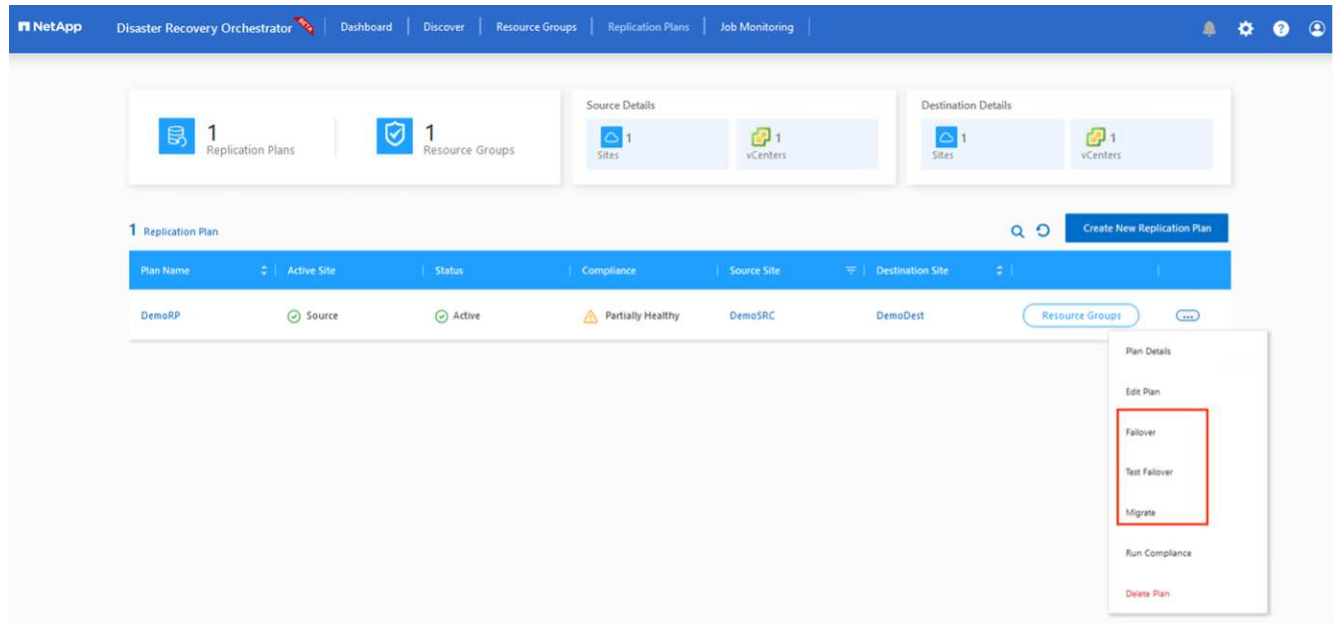 NetApp Disaster Recovery Orchestrator BETA Dashboard Discover Resource Groups Replication Plans Job Monitoring
1
Replication Plans
1
Resource Groups
Source Details
1
Sites
1
vCenters
Destination Details
1
Sites
1
vCenters
1 Replication Plan
Create New Replication Plan
Plan Name Active Site Status Compliance Source Site Destination Site
DemoRP Source Active Partially Healthy DemoSRC DemoDest Resource Groups ...
Plan Details
Edit Plan
Failover
Test Failover
Migrate
Run Compliance
Delete Plan